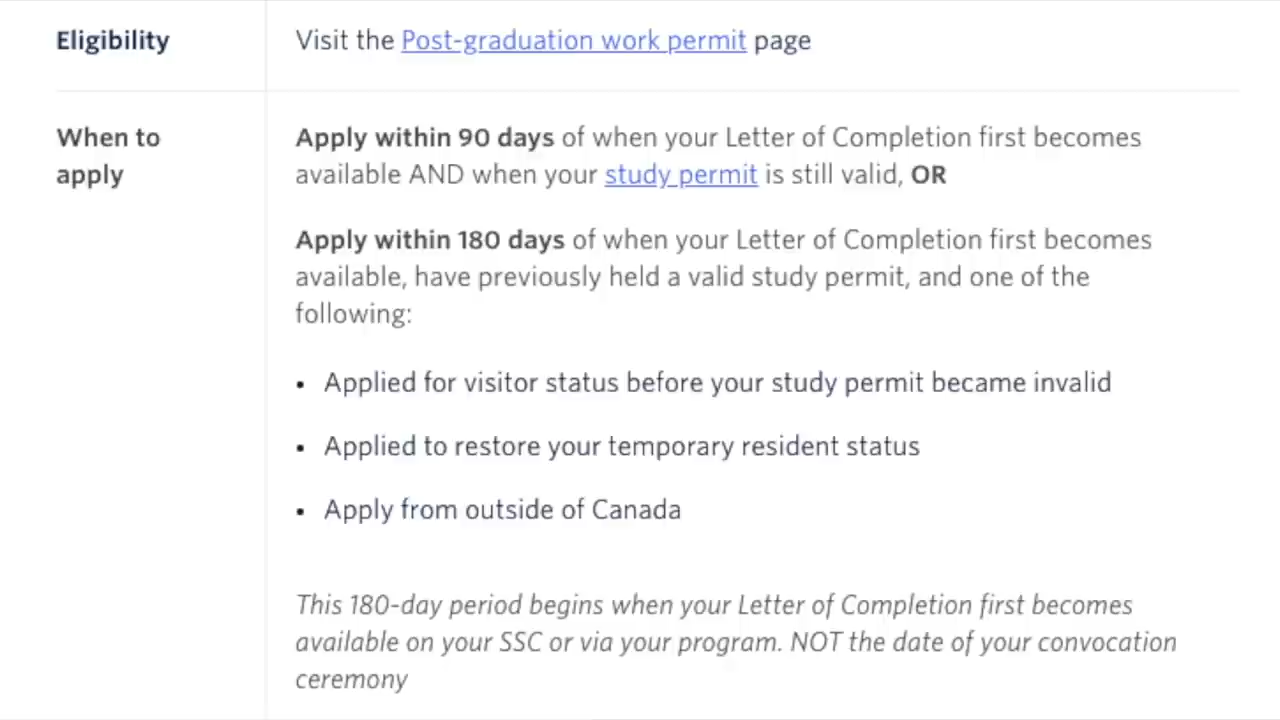 Eligibility
Visit the Post-graduation work permit page
When to
apply
Apply within 90 days of when your Letter of Completion first becomes
available AND when your study permit is still valid, OR
Apply within 180 days of when your Letter of Completion first becomes
available, have previously held a valid study permit, and one of the
following:
• Applied for visitor status before your study permit became invalid
• Applied to restore your temporary resident status
• Apply from outside of Canada
This 180-day period begins when your Letter of Completion first becomes
available on your SSC or via your program. NOT the date of your convocation
ceremony